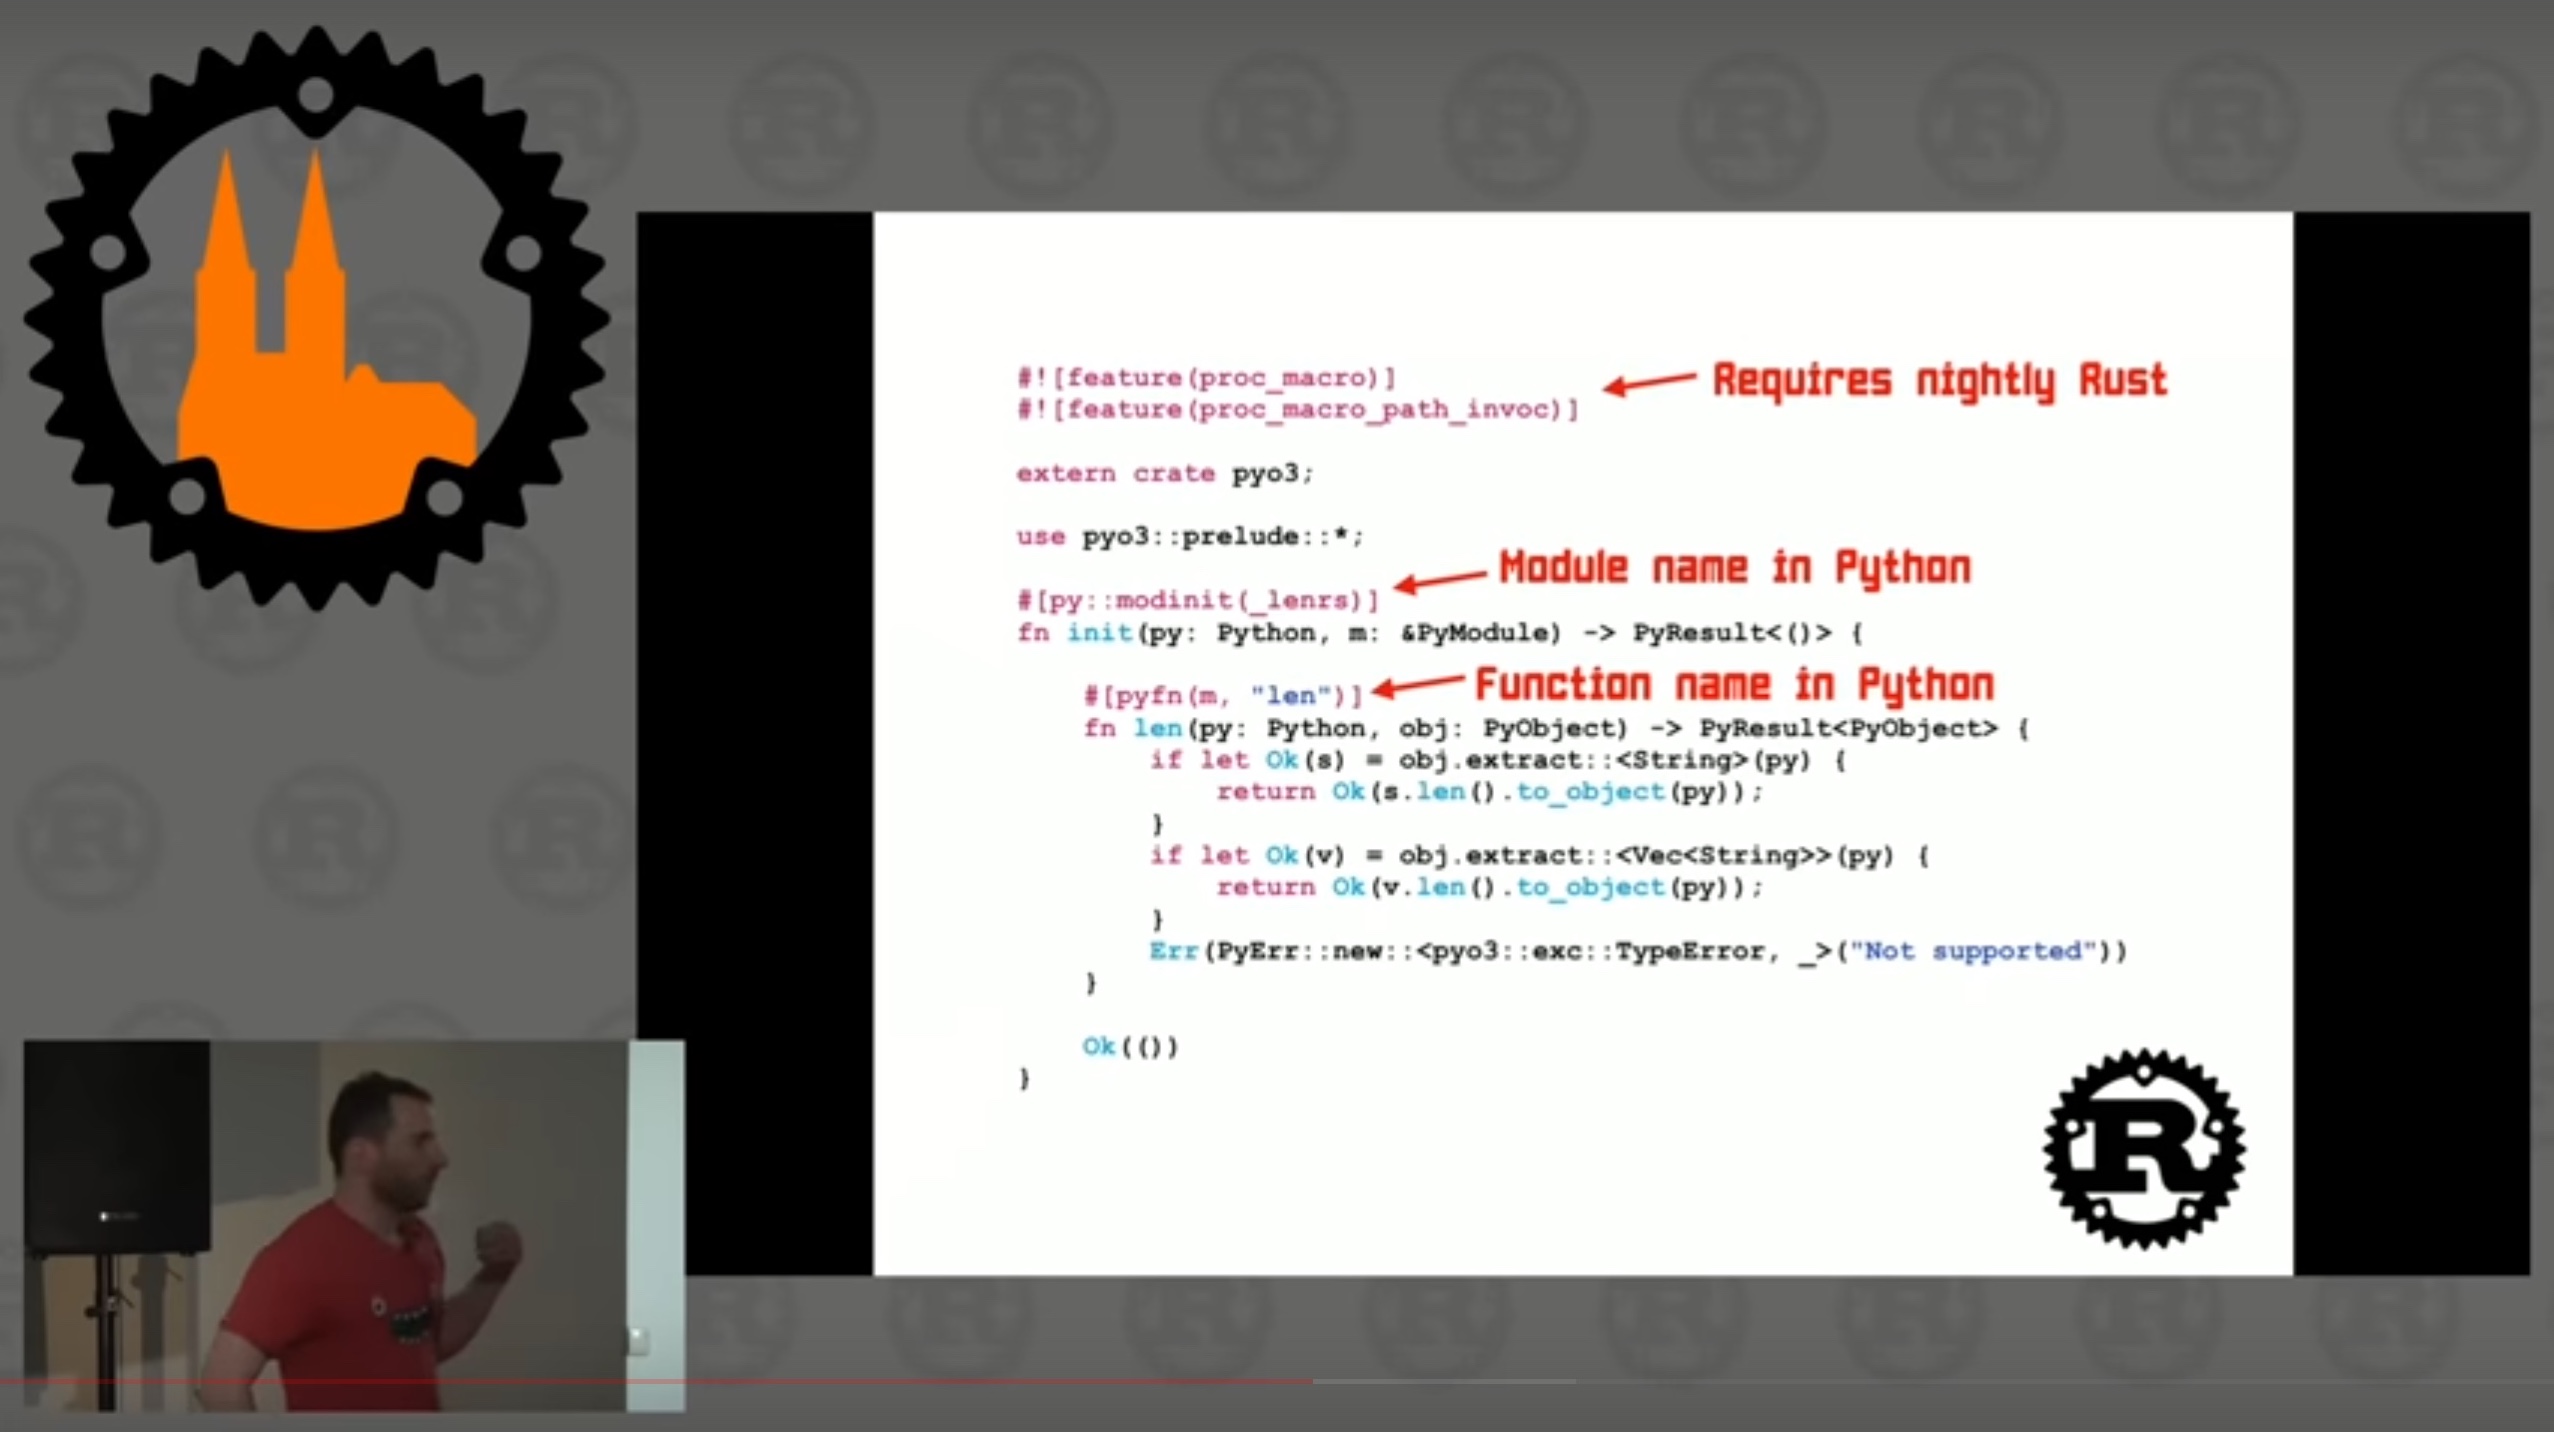 #![feature(proc_macro)]
Requires nightly Rust
#![feature(proc_macro_path_invoc)]
extern crate pyo3;
use pyo3::prelude::*;
Module name in Python
#[py::modinit(_lenrs)]
fn init(py: Python, m: &PyModule) -> PyResult<()> {
Function name in Python
#[pyfn(m, "len")]
fn len(py: Python, obj: PyObject) -> PyResult<PyObject> {
if let Ok(s) = obj.extract::<String>(py) {
return Ok(s.len().to_object(py));
}
if let Ok(v) = obj.extract::<Vec<String>>(py) {
return Ok(v.len().to_object(py));
}
Err(PyErr::new::<pyo3::exc::TypeError, _>("Not supported"))
}
Ok(())
}
R